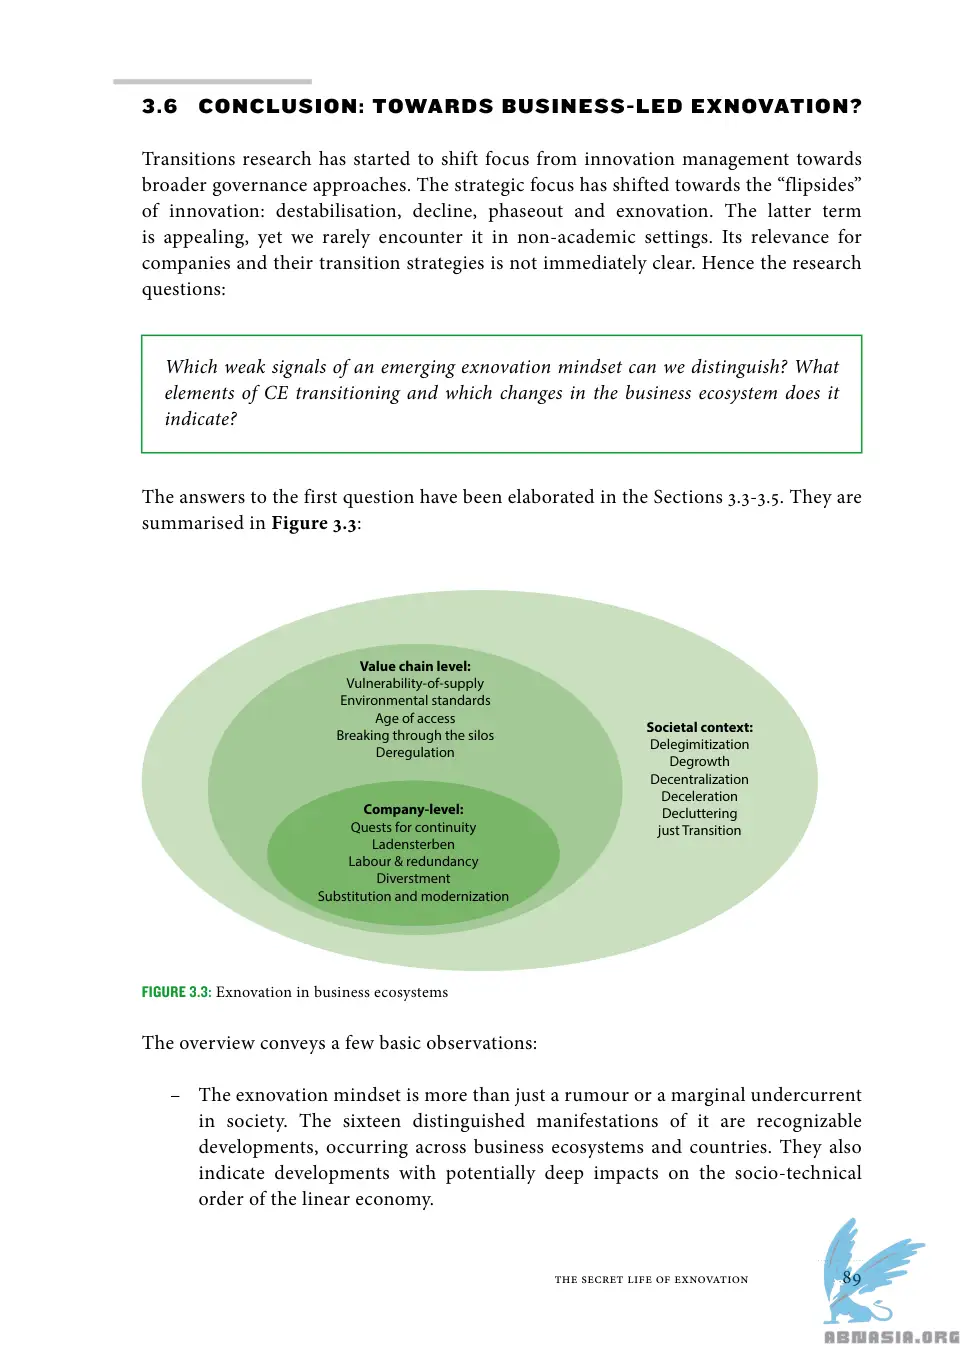 3.6 CONCLUSION: TOWARDS BUSINESS-LED EXNOVATION?
Transitions research has started to shift focus from innovation management towards
broader governance approaches. The strategic focus has shifted towards the “flipsides”
of innovation: destabilisation, decline, phaseout and exnovation. The latter term
is appealing, yet we rarely encounter it in non-academic settings. Its relevance for
companies and their transition strategies is not immediately clear. Hence the research
questions:
Which weak signals of an emerging exnovation mindset can we distinguish? What
elements of CE transitioning and which changes in the business ecosystem does it
indicate?
The answers to the first question have been elaborated in the Sections 3.3-3.5. They are
summarised in Figure 3.3:
Value chain level:
Vulnerability-of-supply
Environmental standards
Age of access
Breaking through the silos
Deregulation
Company-level:
Quests for continuity
Ladensterben
Labour & redundancy
Diverstment
Substitution and modernization
Societal context:
Delegimitization
Degrowth
Decentralization
Deceleration
Decluttering
just Transition
FIGURE 3.3: Exnovation in business ecosystems
The overview conveys a few basic observations:
– The exnovation mindset is more than just a rumour or a marginal undercurrent
in society. The sixteen distinguished manifestations of it are recognizable
developments, occurring across business ecosystems and countries. They also
indicate developments with potentially deep impacts on the socio-technical
order of the linear economy.
THE SECRET LIFE OF EXNOVATION 89
ABNASIA.ORG